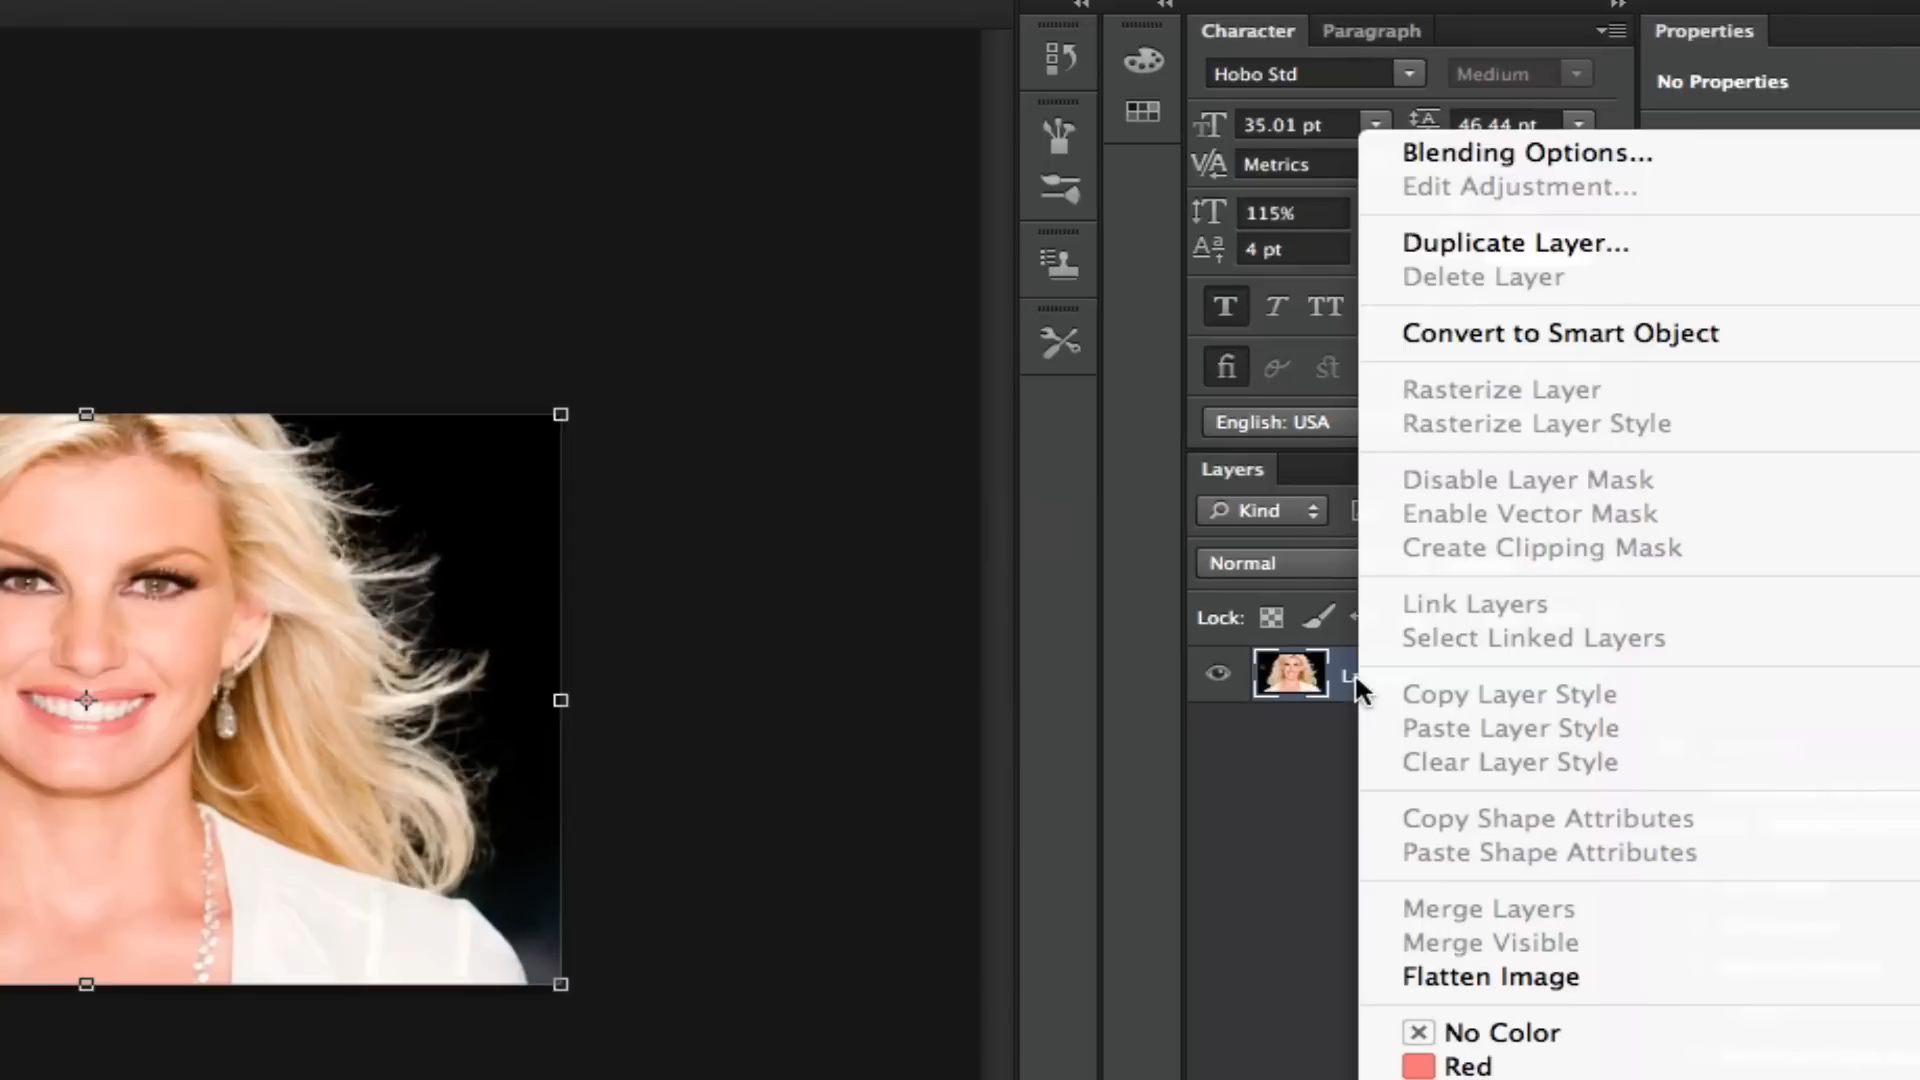 Character
Paragraph
Properties
Hobo Std
Medium
No Properties
35.01 pt
46.44 pt
Metrics
115%
4 pt
T T TT
fi st
English: USA
Layers
Kind
Normal
Lock:
Blending Options...
Edit Adjustment...
Duplicate Layer...
Delete Layer
Convert to Smart Object
Rasterize Layer
Rasterize Layer Style
Disable Layer Mask
Enable Vector Mask
Create Clipping Mask
Link Layers
Select Linked Layers
Copy Layer Style
Paste Layer Style
Clear Layer Style
Copy Shape Attributes
Paste Shape Attributes
Merge Layers
Merge Visible
Flatten Image
No Color
Red